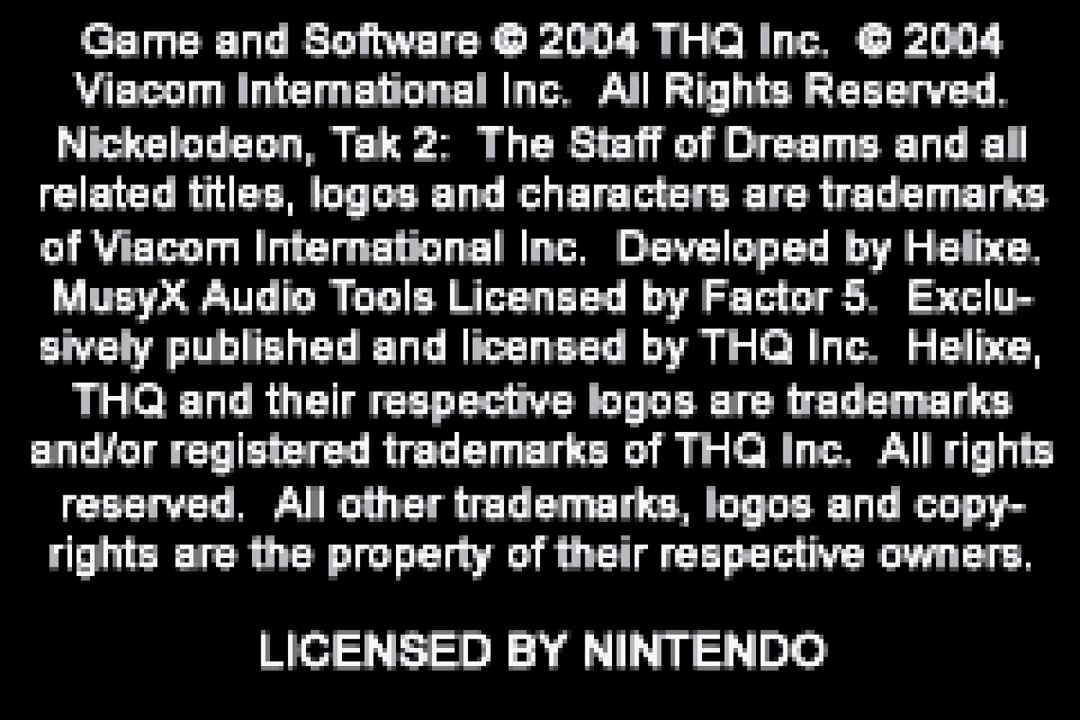 Game and Software © 2004 THQ Inc.  © 2004
Viacom International Inc.  All Rights Reserved.
Nickelodeon, Tak 2:  The Staff of Dreams and all
related titles, logos and characters are trademarks
of Viacom International Inc.  Developed by Helixe.
MusyX Audio Tools Licensed by Factor 5.  Exclu-
sively published and licensed by THQ Inc.  Helixe,
THQ and their respective logos are trademarks
and/or registered trademarks of THQ Inc.  All rights
reserved.  All other trademarks, logos and copy-
rights are the property of their respective owners.
LICENSED BY NINTENDO